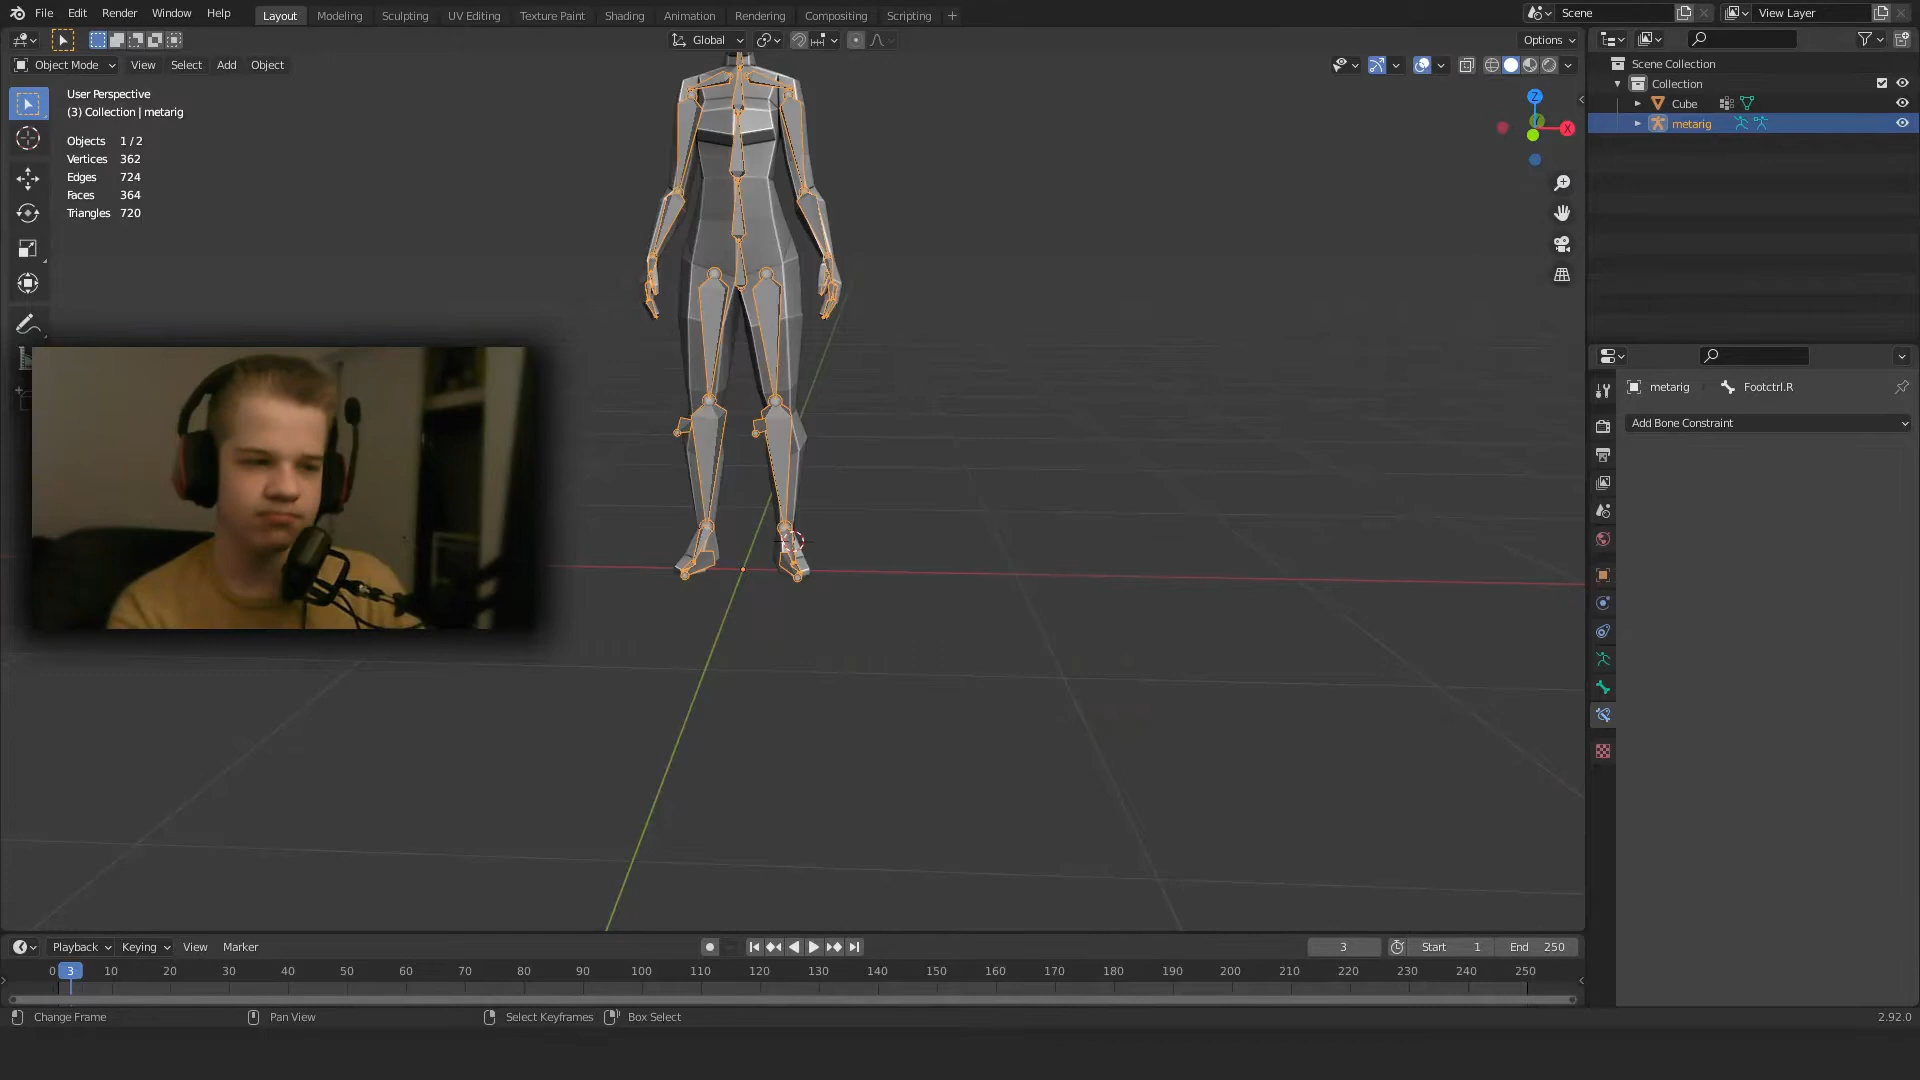 File Edit Render Window Help
Layout Modeling Sculpting UV Editing Texture Paint Shading Animation Rendering Compositing Scripting
Scene
View Layer
Global
Options
Object Mode View Select Add Object
User Perspective
(3) Collection | metarig
Objects 1 / 2
Vertices 362
Edges 724
Faces 364
Triangles 720
Z
X
Scene Collection
Collection
Cube
metarig
metarig
Footctrl.R
Add Bone Constraint
Playback Keying View Marker
3
Start 1
End 250
0 3 10 20 30 40 50 60 70 80 90 100 110 120 130 140 150 160 170 180 190 200 210 220 230 240 250
Change Frame
Pan View
Select Keyframes
Box Select
2.92.0